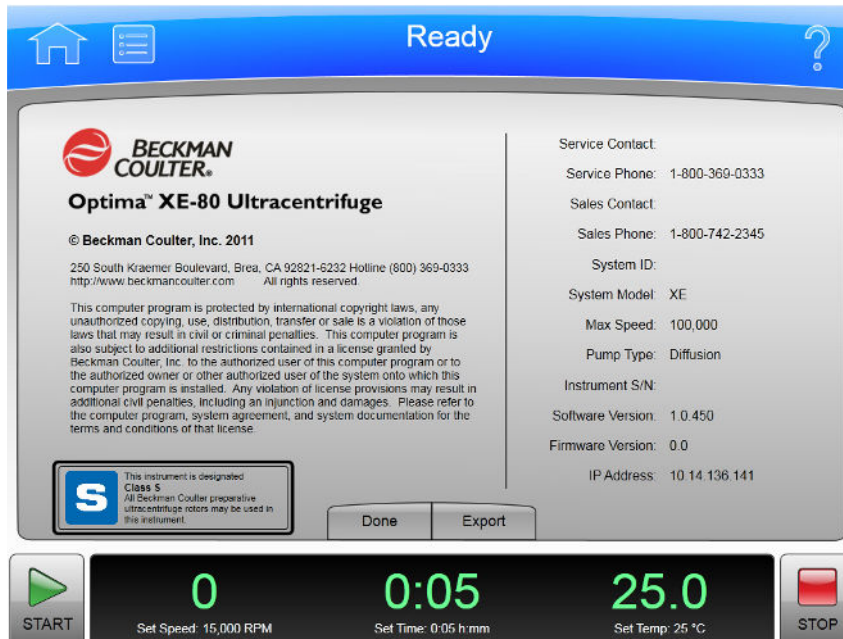 Ready
?
BECKMAN
COULTER®
Optima™ XE-80 Ultracentrifuge
© Beckman Coulter, Inc. 2011
250 South Kraemer Boulevard, Brea, CA 92821-6232 Hotline (800) 369-0333
http://www.beckmancoulter.com All rights reserved.
This computer program is protected by international copyright laws, any
unauthorized copying, use, distribution, transfer or sale is a violation of those
laws that may result in civil or criminal penalties. This computer program is
also subject to additional restrictions contained in a license granted by
Beckman Coulter, Inc. to the authorized user of this computer program or to
the authorized owner or other authorized user of the system onto which this
computer program is installed. Any violation of license provisions may result in
additional civil penalties, including an injunction and damages. Please refer to
the computer program, system agreement, and system documentation for the
terms and conditions of that license.
S
This instrument is designated
Class S
All Beckman Coulter preparative
ultracentrifuge rotors may be used in
this instrument.
Service Contact:
Service Phone: 1-800-369-0333
Sales Contact:
Sales Phone: 1-800-742-2345
System ID:
System Model: XE
Max Speed: 100,000
Pump Type: Diffusion
Instrument S/N:
Software Version: 1.0.450
Firmware Version: 0.0
IP Address: 10.14.136.141
Done Export
START
0 0:05 25.0
Set Speed: 15,000 RPM Set Time: 0:05 h:mm Set Temp: 25 °C
STOP